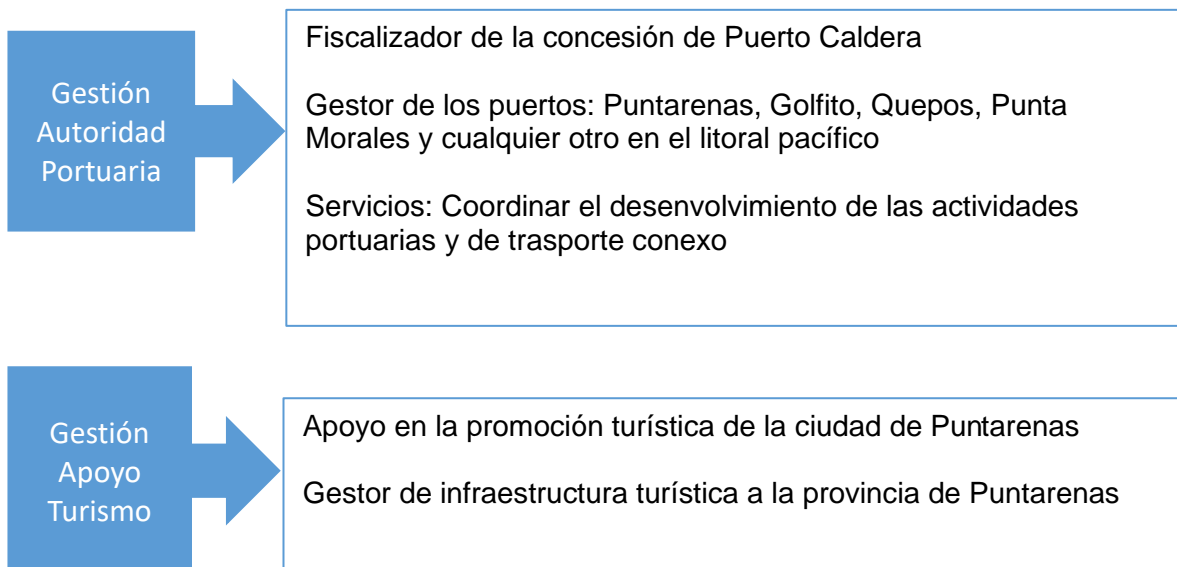 Gestión
Autoridad
Portuaria
Fiscalizador de la concesión de Puerto Caldera
Gestor de los puertos: Puntarenas, Golfito, Quepos, Punta
Morales y cualquier otro en el litoral pacífico
Servicios: Coordinar el desenvolvimiento de las actividades
portuarias y de trasporte conexo
Gestión
Apoyo
Turismo
Apoyo en la promoción turística de la ciudad de Puntarenas
Gestor de infraestructura turística a la provincia de Puntarenas